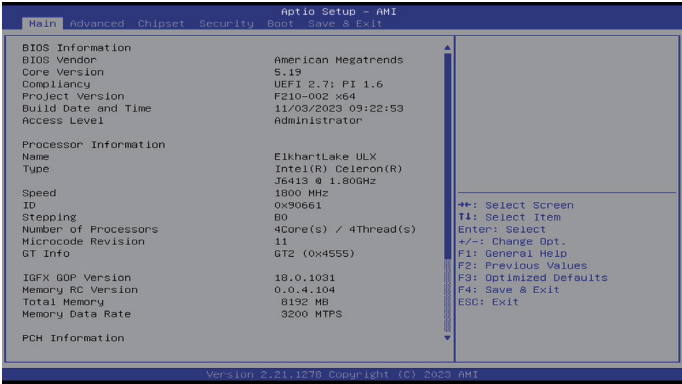 Aptio Setup - AMI
Main Advanced Chipset Security Boot Save & Exit
BIOS Information
BIOS Vendor American Megatrends
Core Version 5.19
Compliancy UEFI 2.7; PI 1.6
Project Version F210-002 x64
Build Date and Time 11/03/2023 09:22:53
Access Level Administrator
Processor Information
Name ElkhartLake ULX
Type Intel(R) Celeron(R)
J6413 @ 1.80GHz
Speed 1800 MHz
ID 0x90661
Stepping B0
Number of Processors 4Core(s) / 4Thread(s)
Microcode Revision 11
GT Info GT2 (0x4555)
IGFX GOP Version 18.0.1031
Memory RC Version 0.0.4.104
Total Memory 8192 MB
Memory Data Rate 3200 MTPS
PCH Information
→←: Select Screen
↑↓: Select Item
Enter: Select
+/-: Change Opt.
F1: General Help
F2: Previous Values
F3: Optimized Defaults
F4: Save & Exit
ESC: Exit
Version 2.21.1278 Copyright (C) 2023 AMI